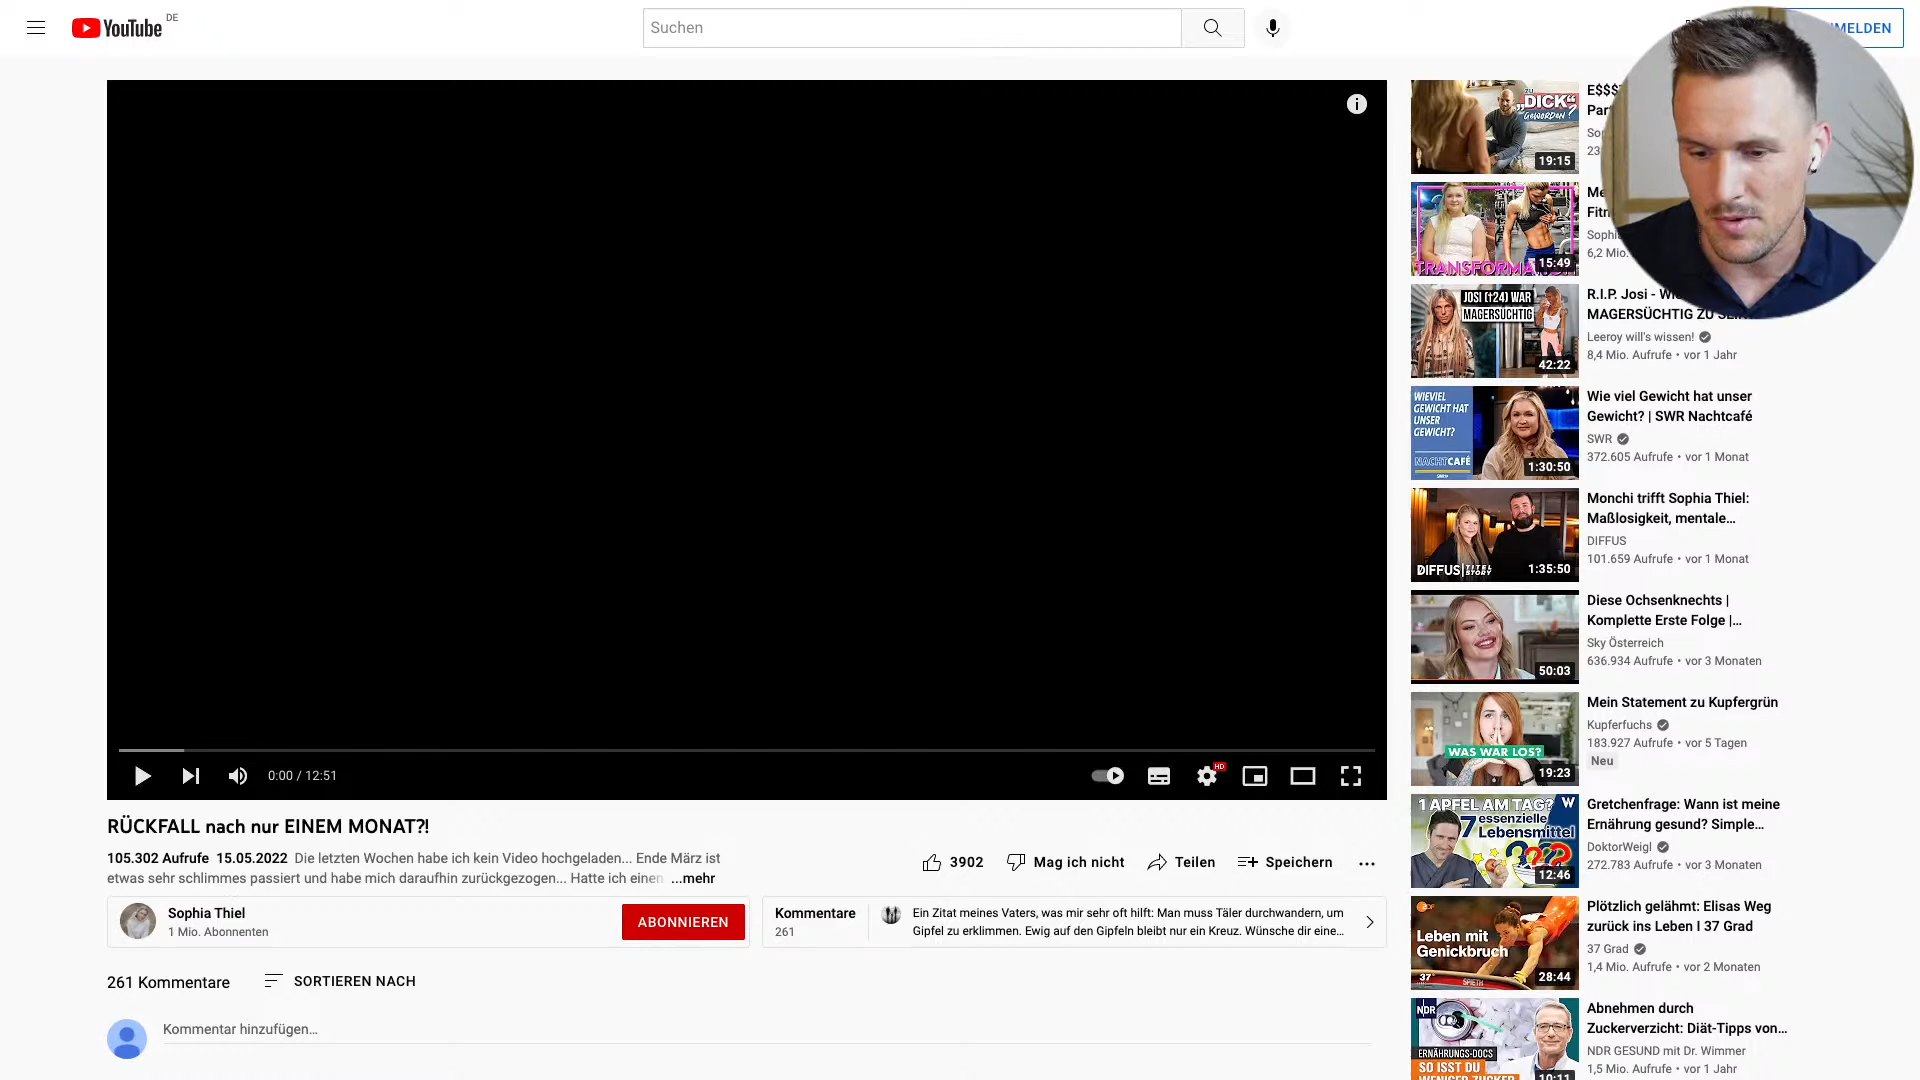 YouTube DE
Suchen
MELDEN
0:00 / 12:51
HD
RÜCKFALL nach nur EINEM MONAT?!
105.302 Aufrufe 15.05.2022 Die letzten Wochen habe ich kein Video hochgeladen... Ende März ist
etwas sehr schlimmes passiert und habe mich daraufhin zurückgezogen... Hatte ich einen ...mehr
3902 Mag ich nicht Teilen Speichern
Sophia Thiel
1 Mio. Abonnenten
ABONNIEREN
Kommentare
261
Ein Zitat meines Vaters, was mir sehr oft hilft: Man muss Täler durchwandern, um
Gipfel zu erklimmen. Ewig auf den Gipfeln bleibt nur ein Kreuz. Wünsche dir eine...
261 Kommentare SORTIEREN NACH
Kommentar hinzufügen...
ZU
„DICK“
GEWORDEN?
19:15
E$$$
TRANSFORMA
15:49
6,2 Mio.
JOSI (†24) WAR
MAGERSÜCHTIG
42:22
R.I.P. Josi -
MAGERSÜCHTIG ZU
Leeroy will's wissen!
8,4 Mio. Aufrufe • vor 1 Jahr
WIEVIEL
GEWICHT HAT
UNSER
GEWICHT?
NACHTCAFÉ
1:30:50
Wie viel Gewicht hat unser
Gewicht? | SWR Nachtcafé
SWR
372.605 Aufrufe • vor 1 Monat
DIFFUS TITEL
STORY
1:35:50
Monchi trifft Sophia Thiel:
Maßlosigkeit, mentale...
DIFFUS
101.659 Aufrufe • vor 1 Monat
50:03
Diese Ochsenknechts |
Komplette Erste Folge |...
Sky Österreich
636.934 Aufrufe • vor 3 Monaten
WAS WAR LOS?
19:23
Mein Statement zu Kupfergrün
Kupferfuchs
183.927 Aufrufe • vor 5 Tagen
Neu
1 APFEL AM TAG? W
7 essenzielle
Lebensmittel
???
12:46
Gretchenfrage: Wann ist meine
Ernährung gesund? Simple...
DoktorWeigl
272.783 Aufrufe • vor 3 Monaten
ZDF
Leben mit
Genickbruch
37°
SPIETH
28:44
Plötzlich gelähmt: Elisas Weg
zurück ins Leben I 37 Grad
37 Grad
1,4 Mio. Aufrufe • vor 2 Monaten
NDR
ERNÄHRUNGS-DOCS
SO ISST DU
WENIGER ZUCKER
10:11
Abnehmen durch
Zuckerverzicht: Diät-Tipps von...
NDR GESUND mit Dr. Wimmer
1,5 Mio. Aufrufe • vor 1 Jahr